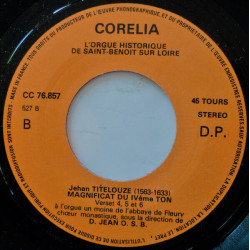 CORELIA
L'ORGUE HISTORIQUE
DE SAINT-BENOIT SUR LOIRE
CC 76.857
45 TOURS
527 B
STEREO
B
D.P.
Jehan TITELOUZE (1563-1633)
MAGNIFICAT DU IVème TON
Verset 4, 5 et 6
à l'orgue un moine de l'abbaye de Fleury
chœur monastique, sous la direction de
D. JEAN O. S. B.